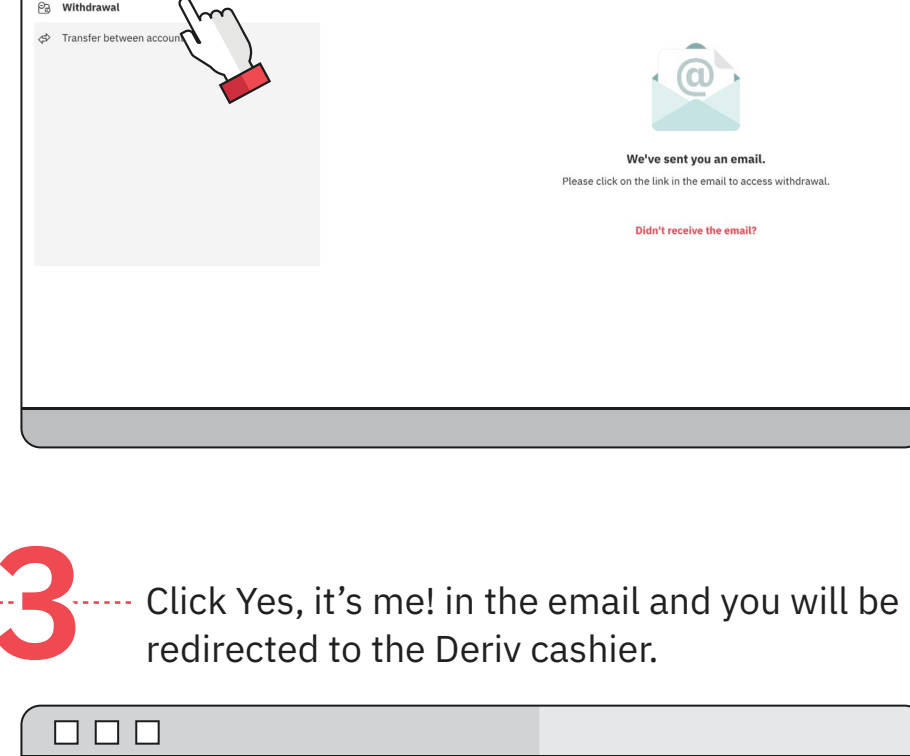 Withdrawal
Transfer between
@
We've sent you an email.
Please click on the link in the email to access withdrawal.
Didn't receive the email?
3
Click Yes, it’s me! in the email and you will be
redirected to the Deriv cashier.